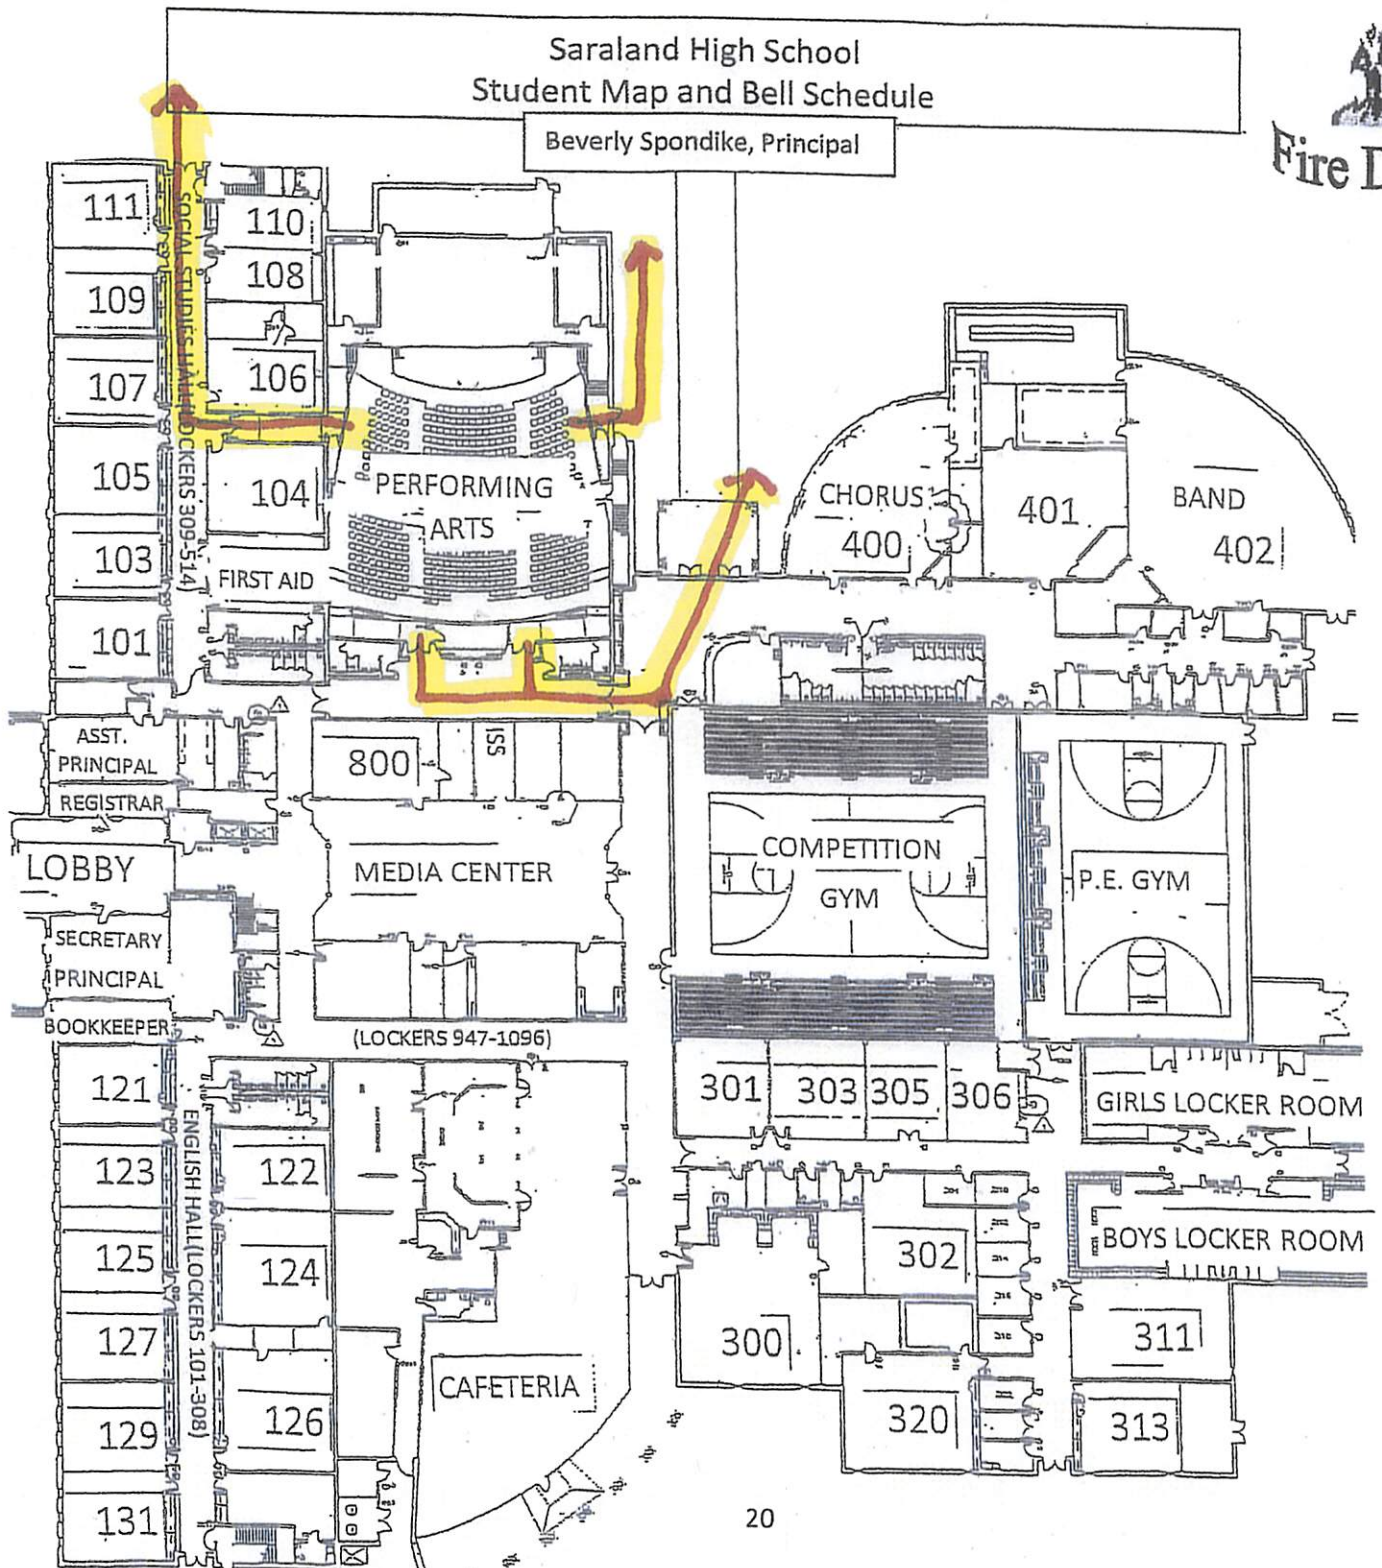 Saraland High School
Student Map and Bell Schedule
Beverly Spondike, Principal
Fire
111
110
SOCIAL STUDIES HALL (LOCKERS 309-514)
108
109
107
106
105
104
PERFORMING
ARTS
103
FIRST AID
101
CHORUS
400
401
BAND
402
ASST.
PRINCIPAL
REGISTRAR
800
ISS
LOBBY
MEDIA CENTER
COMPETITION
GYM
P.E. GYM
SECRETARY
PRINCIPAL
BOOKKEEPER
(LOCKERS 947-1096)
121
301
303
305
306
GIRLS LOCKER ROOM
ENGLISH HALL (LOCKERS 101-308)
123
122
125
124
302
BOYS LOCKER ROOM
127
300
311
CAFETERIA
129
126
320
313
131
20